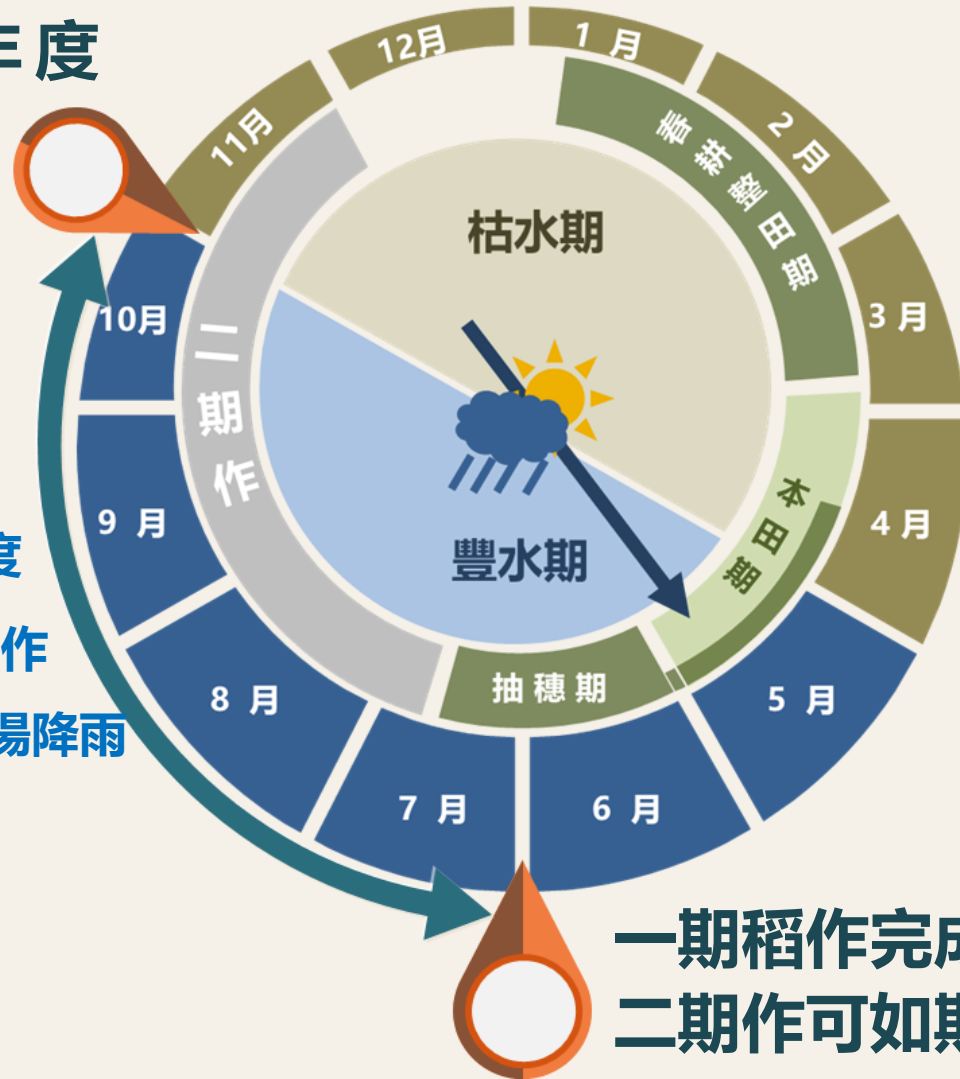 年度
12月
1 月
11月
2 月
春耕整田期
枯水期
10月
3 月
二期作
本田期
9 月
4 月
度
豐水期
作
抽穗期
8 月
5 月
場降雨
7 月
6 月
一期稻作完成
二期作可如期